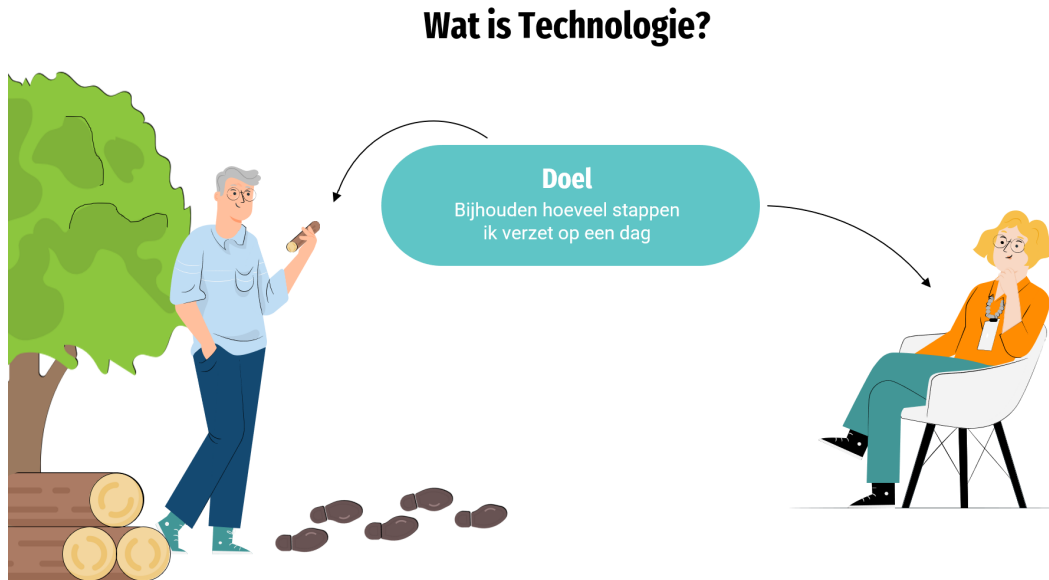 Wat is Technologie?
Doel
Bijhouden hoeveel stappen
ik verzet op een dag